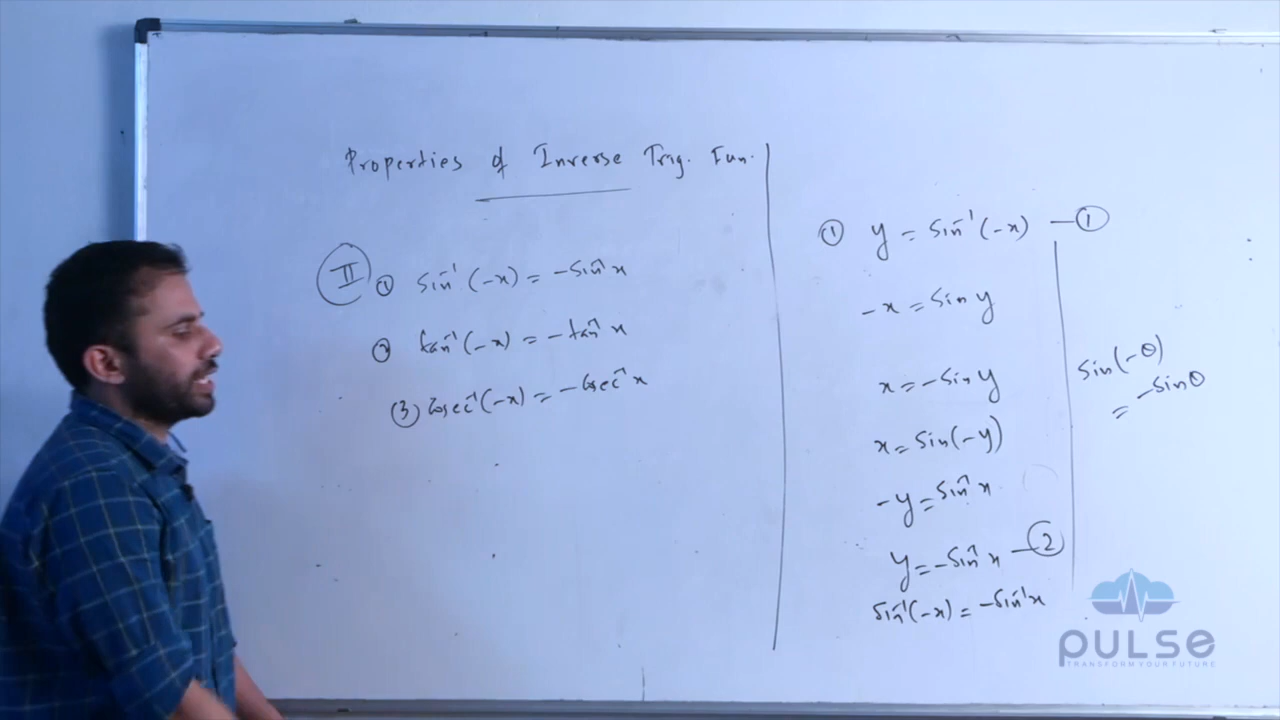 Properties of Inverse Trig. Fun.
II ① sin⁻¹(-x) = -sin⁻¹x
② tan⁻¹(-x) = -tan⁻¹x
③ Cosec⁻¹(-x) = -Cosec⁻¹x
① y = sin⁻¹(-x) — ①
-x = sin y
x = -sin y
x = sin(-y)
-y = sin⁻¹x
y = -sin⁻¹x — ②
sin⁻¹(-x) = -sin⁻¹x
sin(-θ)
= -sinθ
PULSE
TRANSFORM YOUR FUTURE